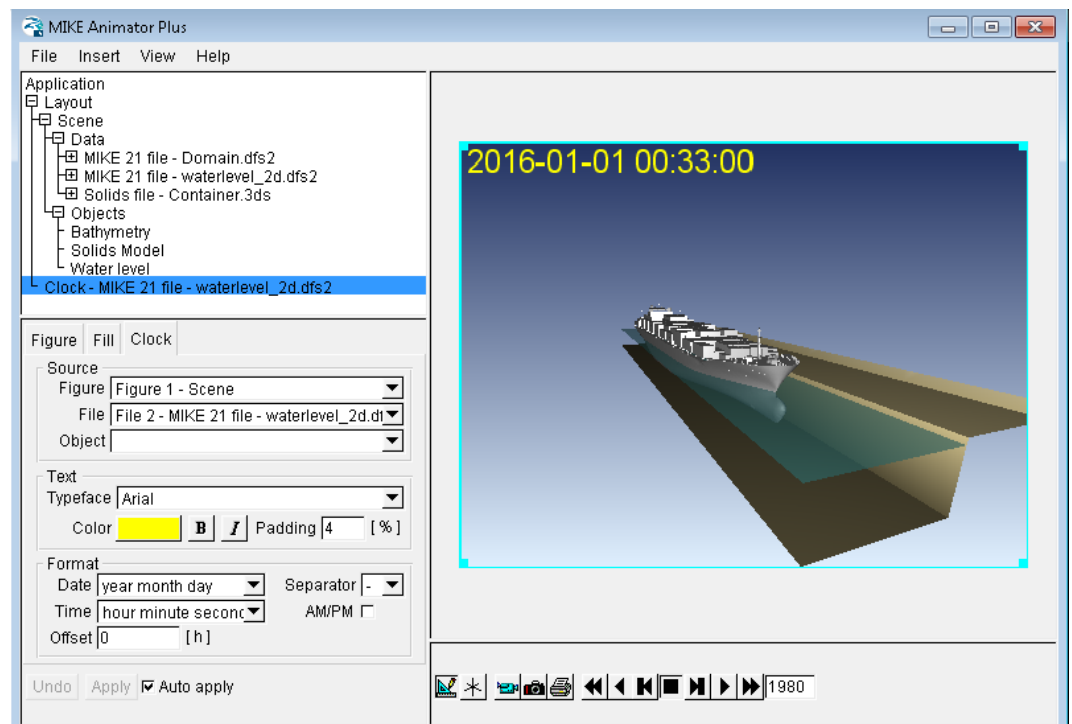 MIKE Animator Plus
File Insert View Help
Application
Layout
Scene
Data
MIKE 21 file - Domain.dfs2
MIKE 21 file - waterlevel_2d.dfs2
Solids file - Container.3ds
Objects
Bathymetry
Solids Model
Water level
Clock - MIKE 21 file - waterlevel_2d.dfs2
2016-01-01 00:33:00
Figure Fill Clock
Source
Figure Figure 1 - Scene
File File 2 - MIKE 21 file - waterlevel_2d.df
Object
Text
Typeface Arial
Color B I Padding 4 [%]
Format
Date year month day Separator -
Time hour minute second AM/PM
Offset 0 [h]
Undo Apply Auto apply
1980